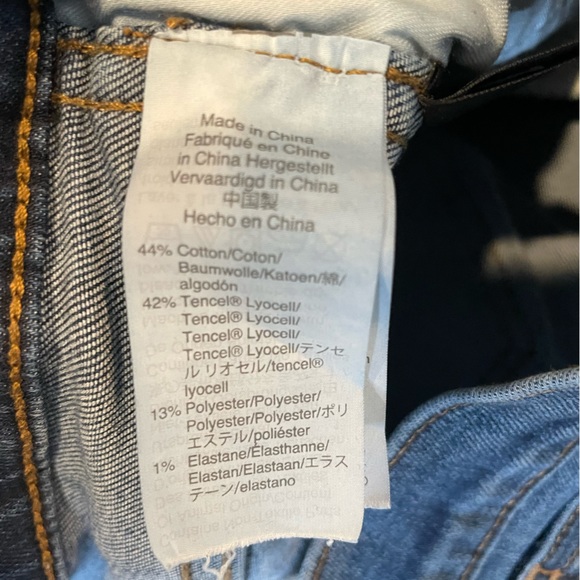 Made in China
Fabriqué en Chine
in China Hergestellt
Vervaardigd in China
中国製
Hecho en China
44% Cotton/Coton/
Baumwolle/Katoen/綿/
algodón
42% Tencel® Lyocell/
Tencel® Lyocell/
Tencel® Lyocell/
Tencel® Lyocell/テンセ
ル リオセル/tencel®
lyocell
13% Polyester/Polyester/
Polyester/Polyester/ポリ
エステル/poliéster
1% Elastane/Élasthanne/
Elastan/Elastaan/エラス
テーン/elastano